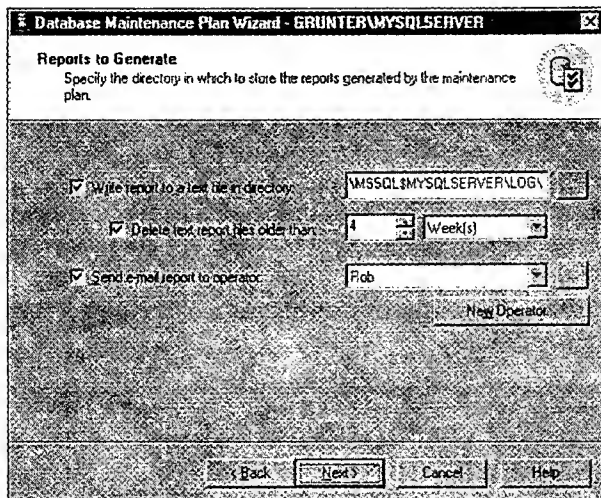 Database Maintenance Plan Wizard - GRUNTER\MYSQLSERVER
Reports to Generate
Specify the directory in which to store the reports generated by the maintenance
plan.
Write report to a text file in directory: \MSSQL$MYSQLSERVER\LOG\ ...
Delete text report files older than: 4 Week(s)
Send e-mail report to operator: Rob ...
New Operator...
< Back Next > Cancel Help